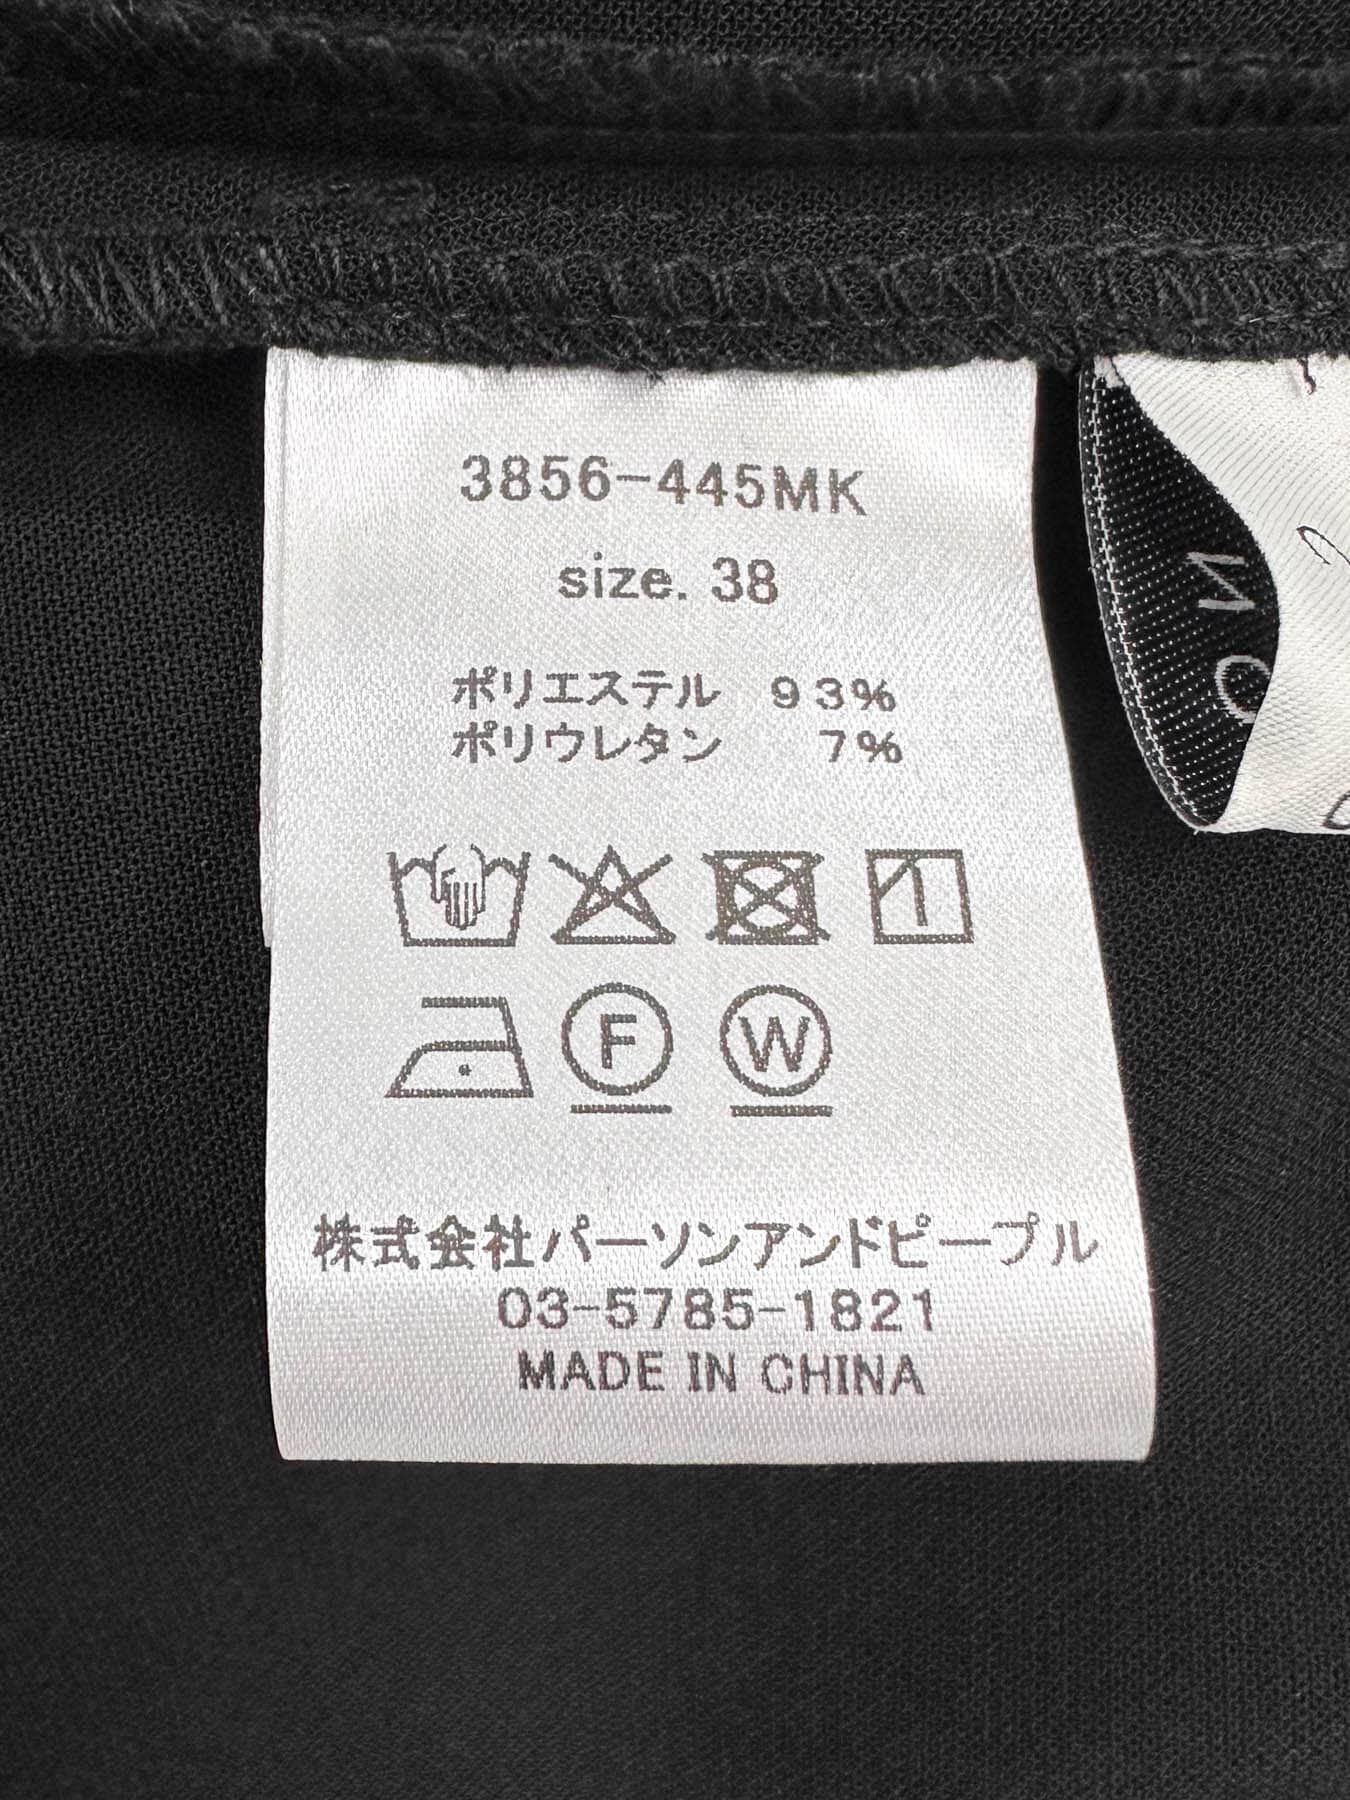 3856-445MK
size. 38
ポリエステル 93%
ポリウレタン 7%
F
W
株式会社パーソンアンドピープル
03-5785-1821
MADE IN CHINA